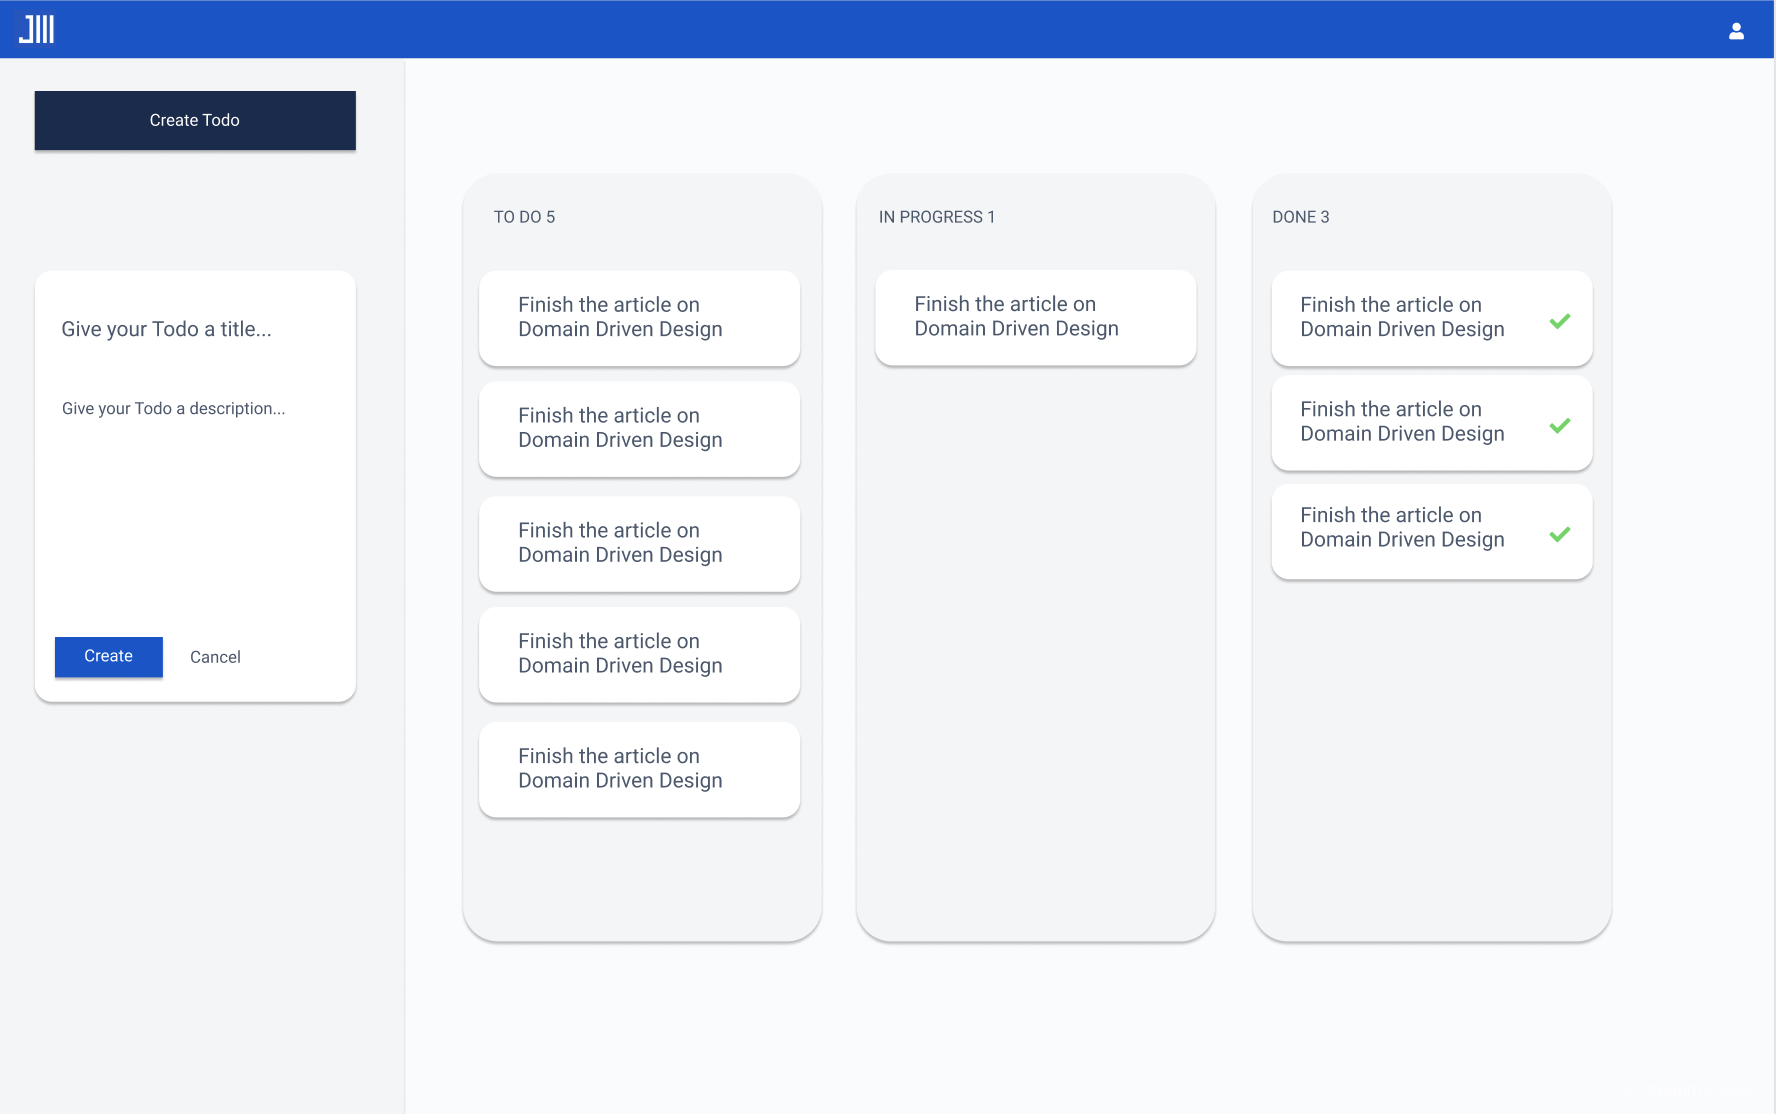 Create Todo
Give your Todo a title...
Give your Todo a description...
Create
Cancel
TO DO 5
Finish the article on
Domain Driven Design
Finish the article on
Domain Driven Design
Finish the article on
Domain Driven Design
Finish the article on
Domain Driven Design
Finish the article on
Domain Driven Design
IN PROGRESS 1
Finish the article on
Domain Driven Design
DONE 3
Finish the article on
Domain Driven Design
Finish the article on
Domain Driven Design
Finish the article on
Domain Driven Design